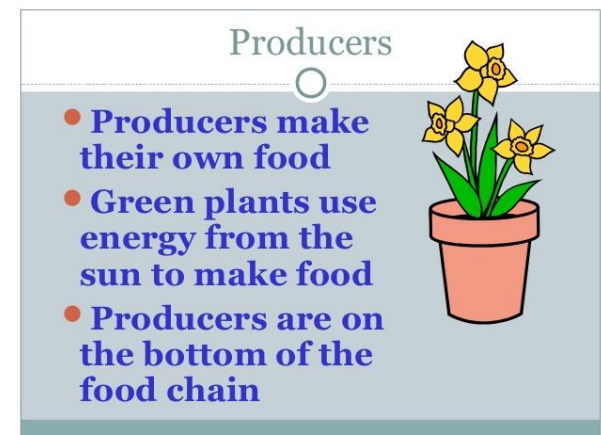 Producers
• Producers make
their own food
• Green plants use
energy from the
sun to make food
• Producers are on
the bottom of the
food chain